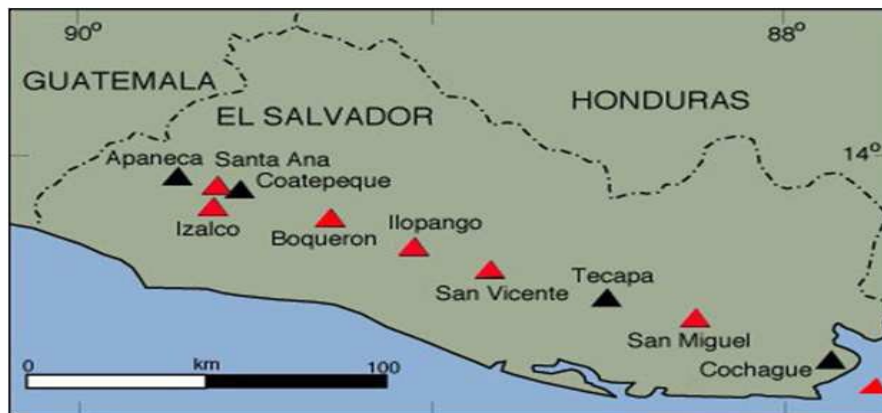 90° 88°
GUATEMALA
EL SALVADOR
HONDURAS
14°
Apaneca
Santa Ana
Coatepeque
Izalco
Boqueron
Ilopango
San Vicente
Tecapa
San Miguel
Cochague
0 km 100